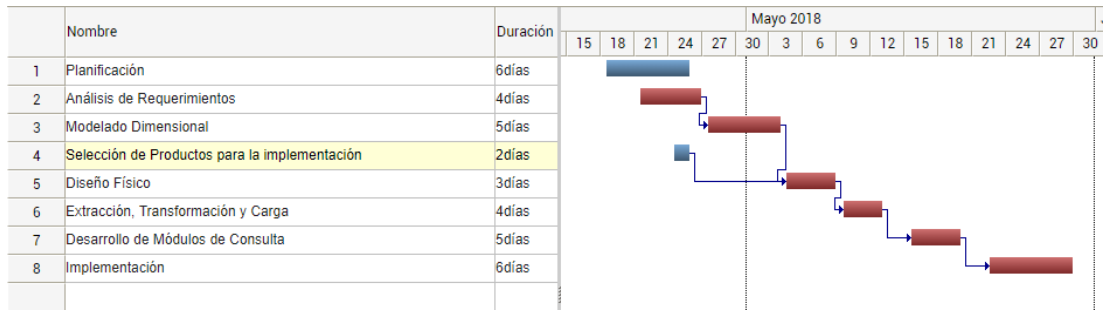 Nombre Duración Mayo 2018
15 18 21 24 27 30 3 6 9 12 15 18 21 24 27 30
1 Planificación 6días
2 Análisis de Requerimientos 4días
3 Modelado Dimensional 5días
4 Selección de Productos para la implementación 2días
5 Diseño Físico 3días
6 Extracción, Transformación y Carga 4días
7 Desarrollo de Módulos de Consulta 5días
8 Implementación 6días